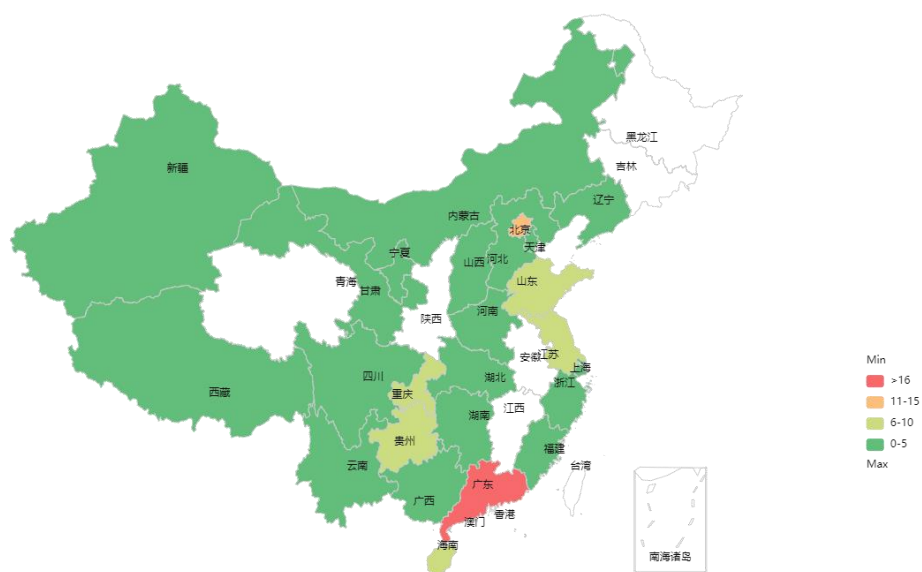 黑龙江
吉林
新疆
辽宁
内蒙古
北京
天津
宁夏
河北
山西
青海
甘肃
山东
河南
陕西
安徽
江苏
上海
四川
湖北
浙江
重庆
西藏
江西
湖南
贵州
福建
云南
台湾
广东
广西
香港
澳门
海南
南海诸岛
Min
>16
11-15
6-10
0-5
Max